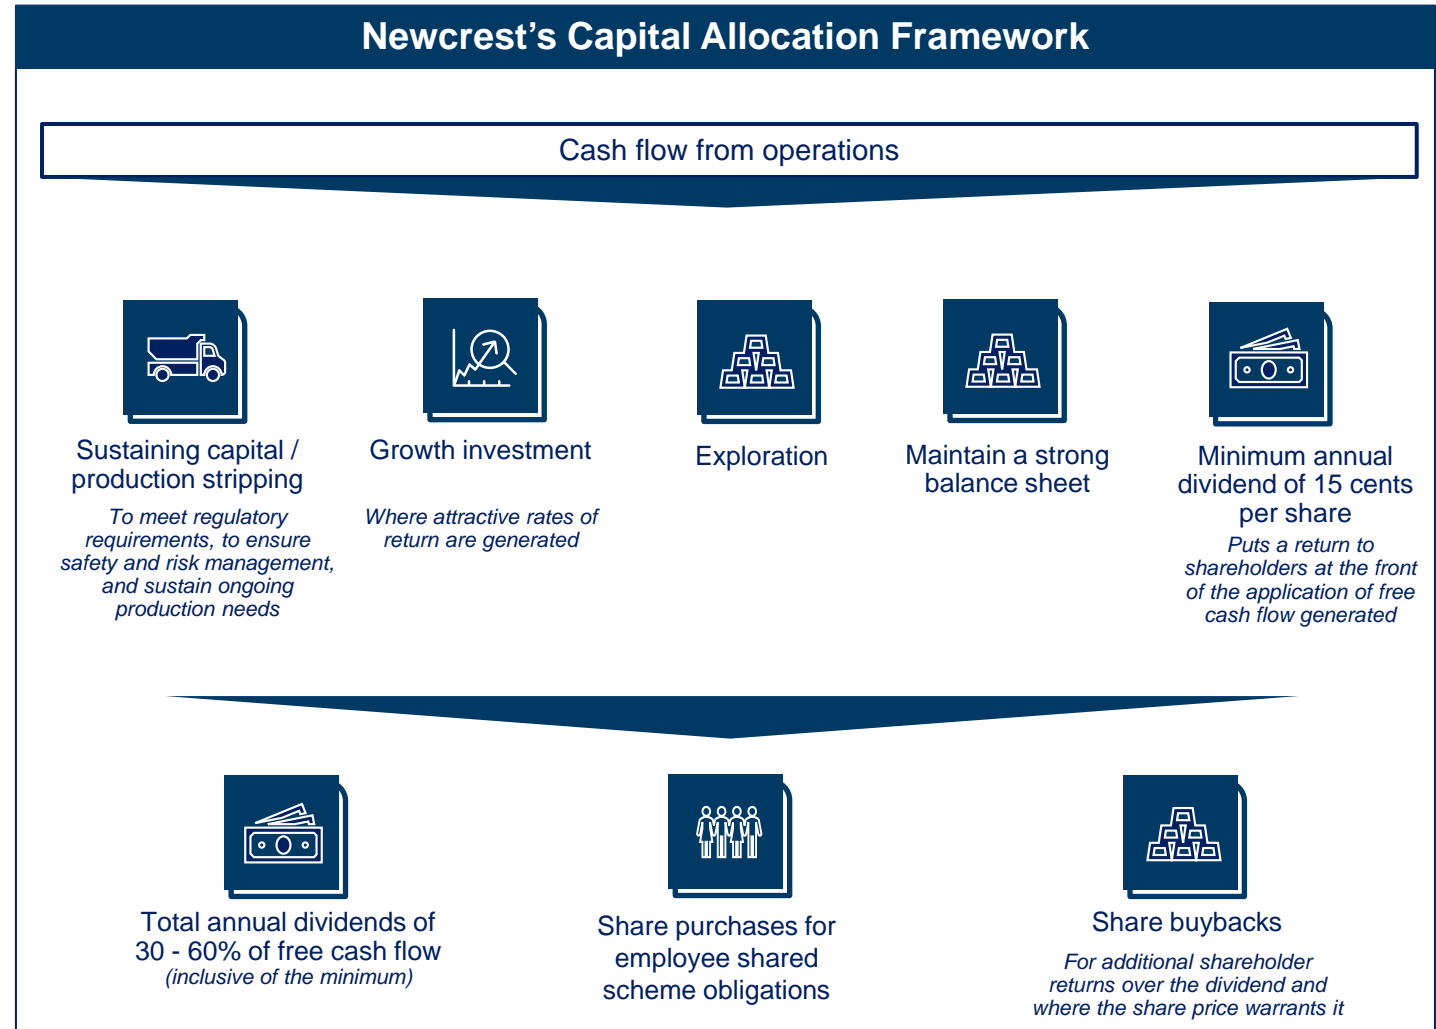 Newcrest’s Capital Allocation Framework
Cash flow from operations
Sustaining capital /
production stripping
To meet regulatory
requirements, to ensure
safety and risk management,
and sustain ongoing
production needs
Growth investment
Where attractive rates of
return are generated
Exploration
Maintain a strong
balance sheet
Minimum annual
dividend of 15 cents
per share
Puts a return to
shareholders at the front
of the application of free
cash flow generated
Total annual dividends of
30 - 60% of free cash flow
(inclusive of the minimum)
Share purchases for
employee shared
scheme obligations
Share buybacks
For additional shareholder
returns over the dividend and
where the share price warrants it